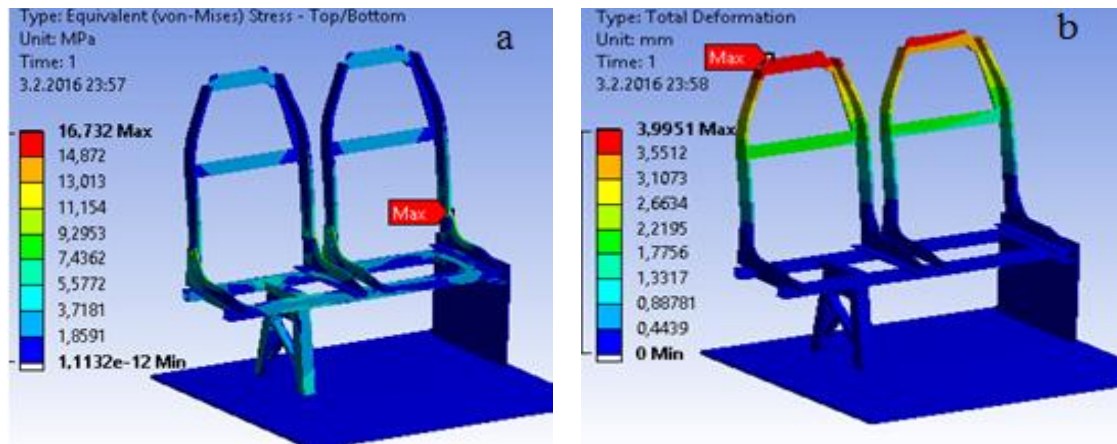 Type: Equivalent (von-Mises) Stress - Top/Bottom
Unit: MPa
Time: 1
3.2.2016 23:57
a
16,732 Max
14,872
13,013
11,154
9,2953
7,4362
5,5772
3,7181
1,8591
1,1132e-12 Min
Max
Type: Total Deformation
Unit: mm
Time: 1
3.2.2016 23:58
b
Max
3,9951 Max
3,5512
3,1073
2,6634
2,2195
1,7756
1,3317
0,88781
0,4439
0 Min